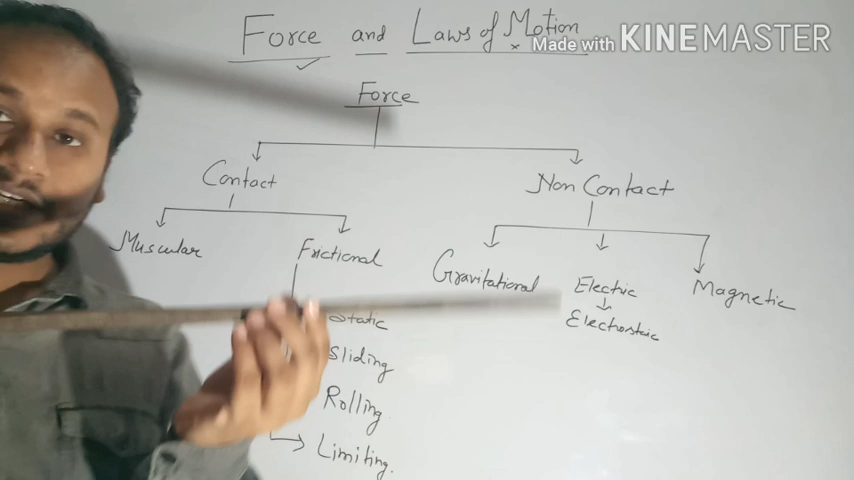 Force and Laws of Motion
Made with KINEMASTER
Force
Contact
Non Contact
Muscular
Frictional
Gravitational
Electric
Magnetic
Static
Electrostatic
Sliding
Rolling
Limiting.